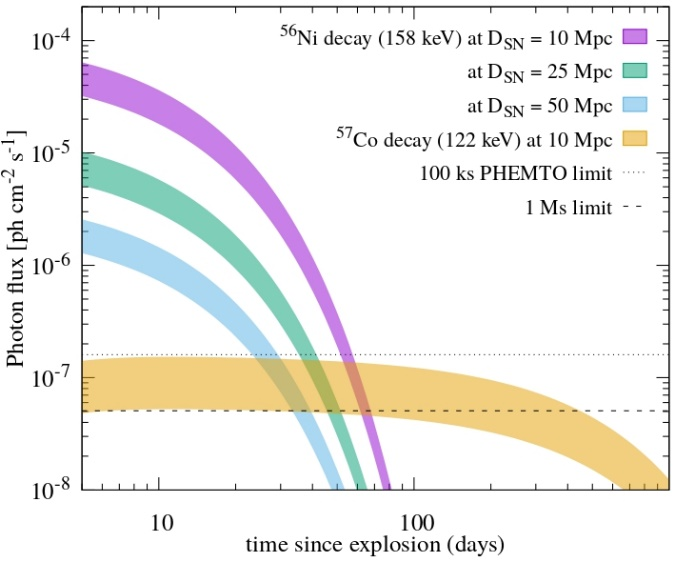 ⁵⁶Ni decay (158 keV) at D_SN = 10 Mpc
at D_SN = 25 Mpc
at D_SN = 50 Mpc
⁵⁷Co decay (122 keV) at 10 Mpc
100 ks PHEMTO limit
1 Ms limit
Photon flux [ph cm⁻² s⁻¹]
10⁻⁴
10⁻⁵
10⁻⁶
10⁻⁷
10⁻⁸
10 100
time since explosion (days)